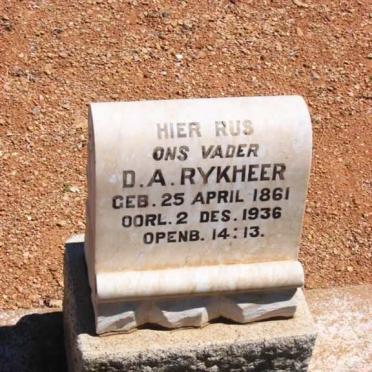 HIER RUS
ONS VADER
D.A. RYKHEER
GEB. 25 APRIL 1861
OORL. 2 DES. 1936
OPENB. 14:13.